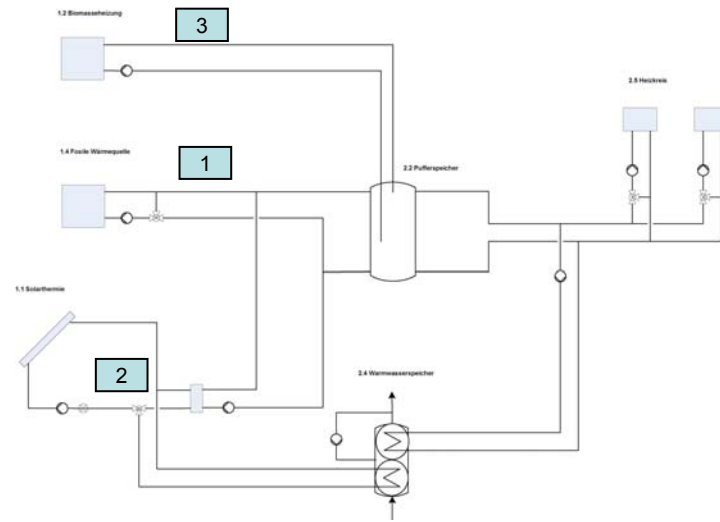 1.2 Biomasseheizung
3
2.5 Heizkreis
1.4 Fosile Wärmequelle
1
2.2 Pufferspeicher
1.1 Solarthermie
2
2.4 Warmwasserspeicher